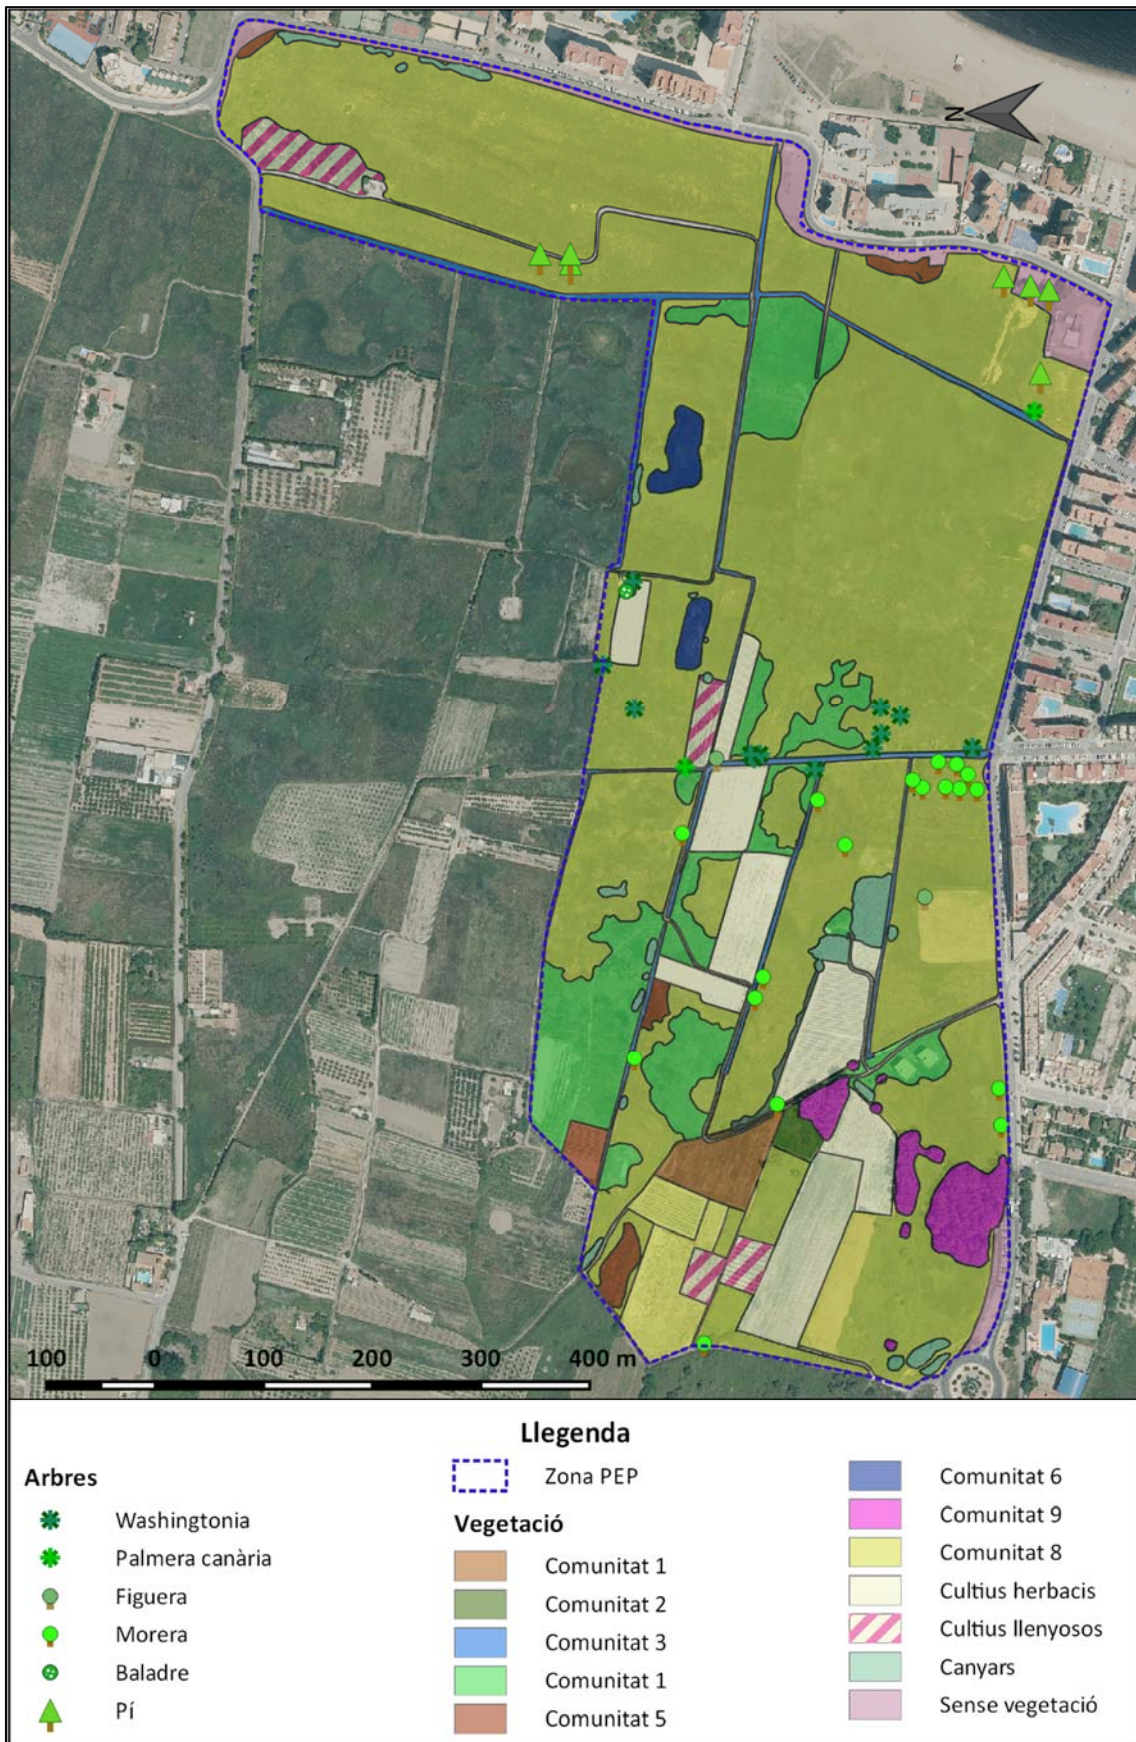 N
100 0 100 200 300 400 m
Llegenda
Arbres
Washingtonia
Palmera canària
Figuera
Morera
Baladre
Pí
Zona PEP
Vegetació
Comunitat 1
Comunitat 2
Comunitat 3
Comunitat 1
Comunitat 5
Comunitat 6
Comunitat 9
Comunitat 8
Cultius herbacis
Cultius llenyosos
Canyars
Sense vegetació